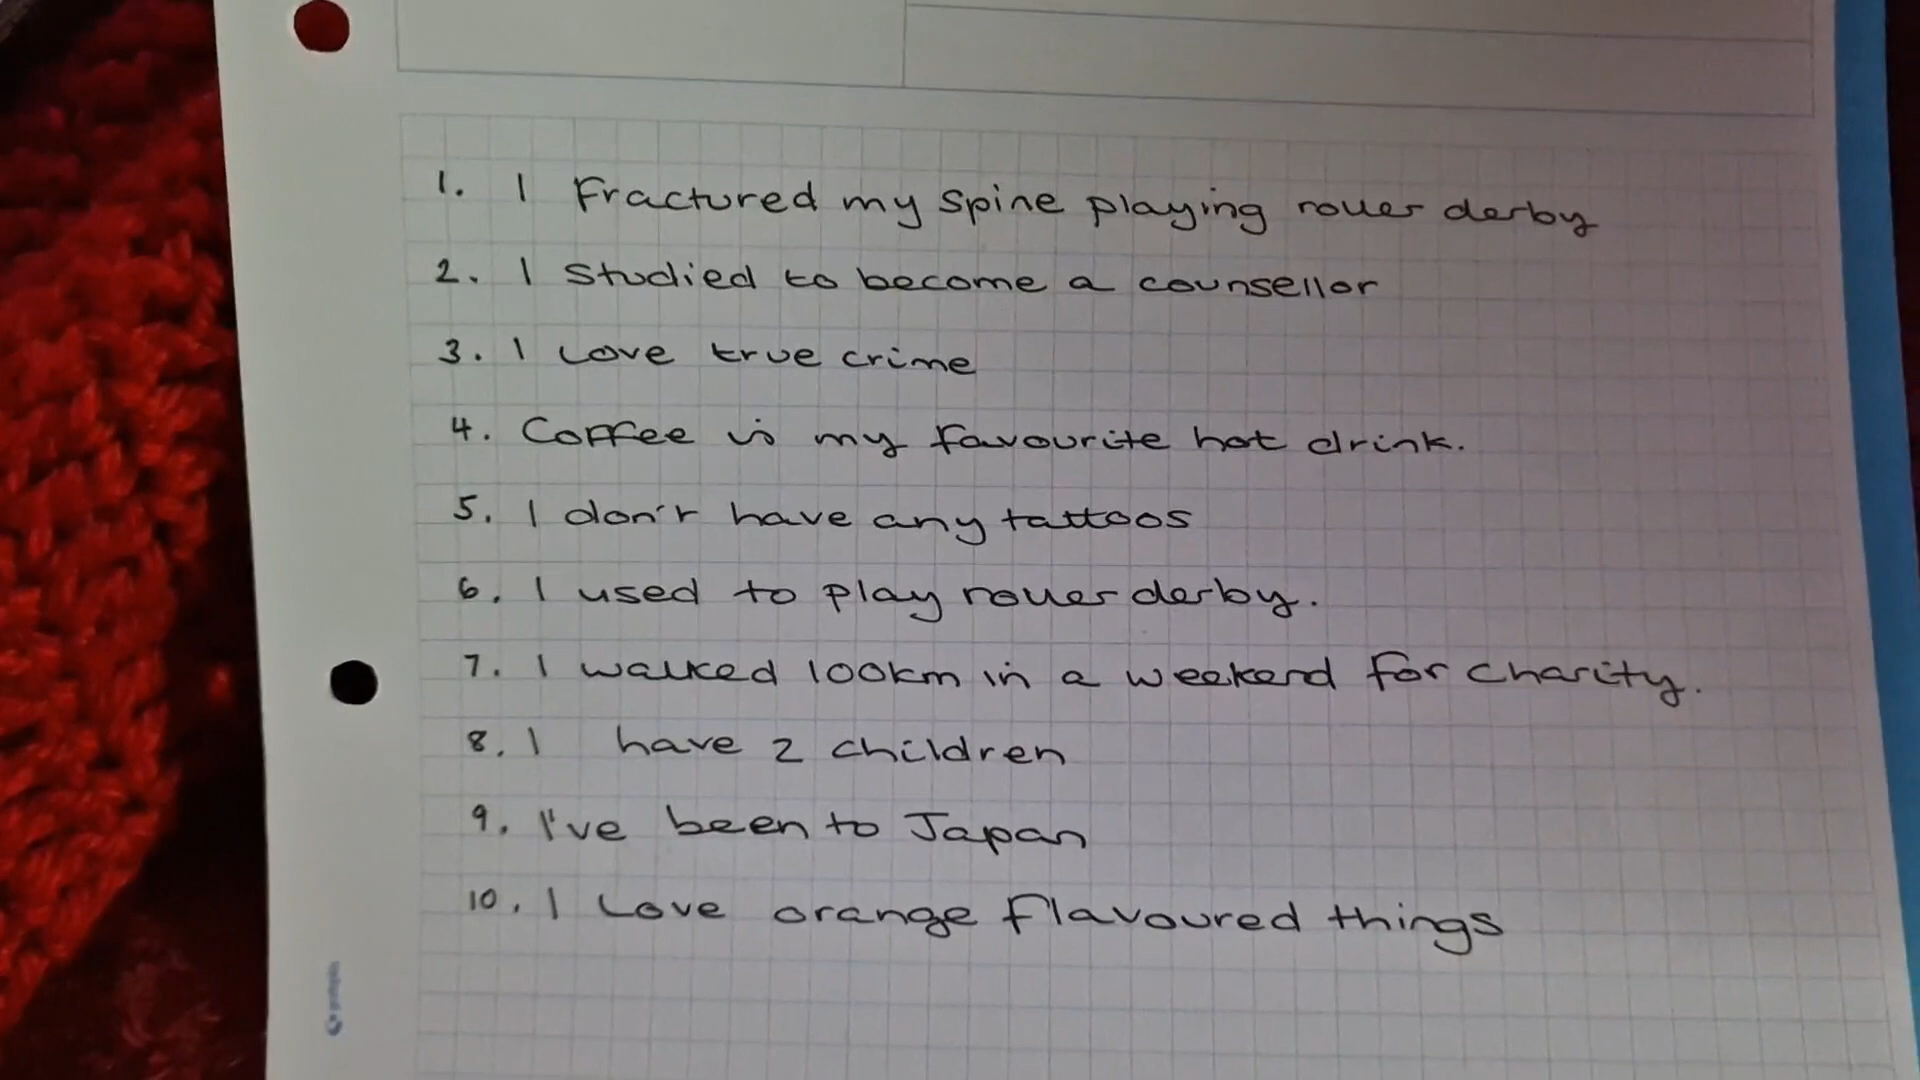 1. I Fractured my spine playing roller derby
2. I studied to become a counsellor
3. I Love true crime
4. Coffee is my favourite hot drink.
5. I don't have any tattoos
6. I used to play roller derby.
7. I walked 100km in a weekend for charity.
8. I have 2 children
9. I've been to Japan
10. I Love orange flavoured things